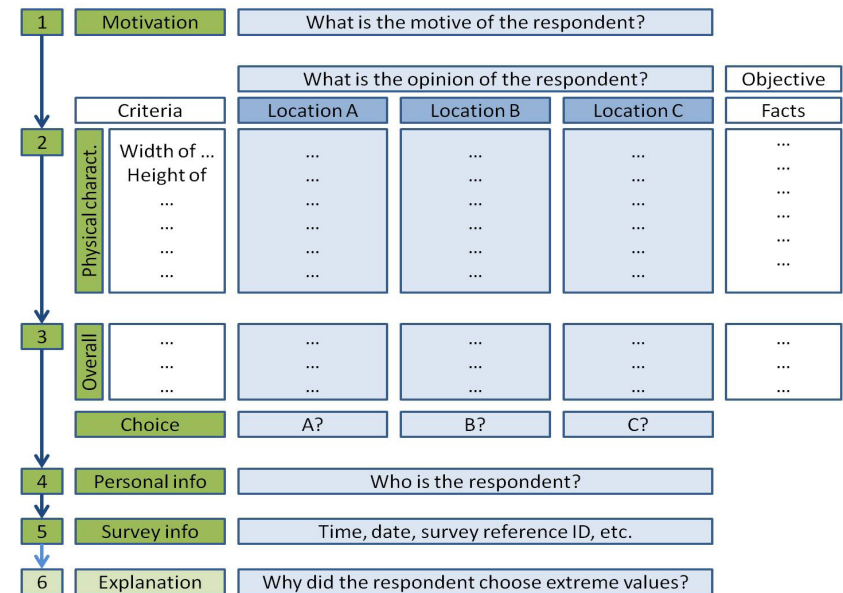 1 Motivation What is the motive of the respondent?
What is the opinion of the respondent? Objective
Criteria Location A Location B Location C Facts
2
Physical charact.
Width of ... ... ... ... ...
Height of ... ... ... ...
... ... ... ... ...
... ... ... ... ...
... ... ... ... ...
... ... ... ... ...
3
Overall
... ... ... ... ...
... ... ... ... ...
... ... ... ... ...
Choice A? B? C?
4 Personal info Who is the respondent?
5 Survey info Time, date, survey reference ID, etc.
6 Explanation Why did the respondent choose extreme values?